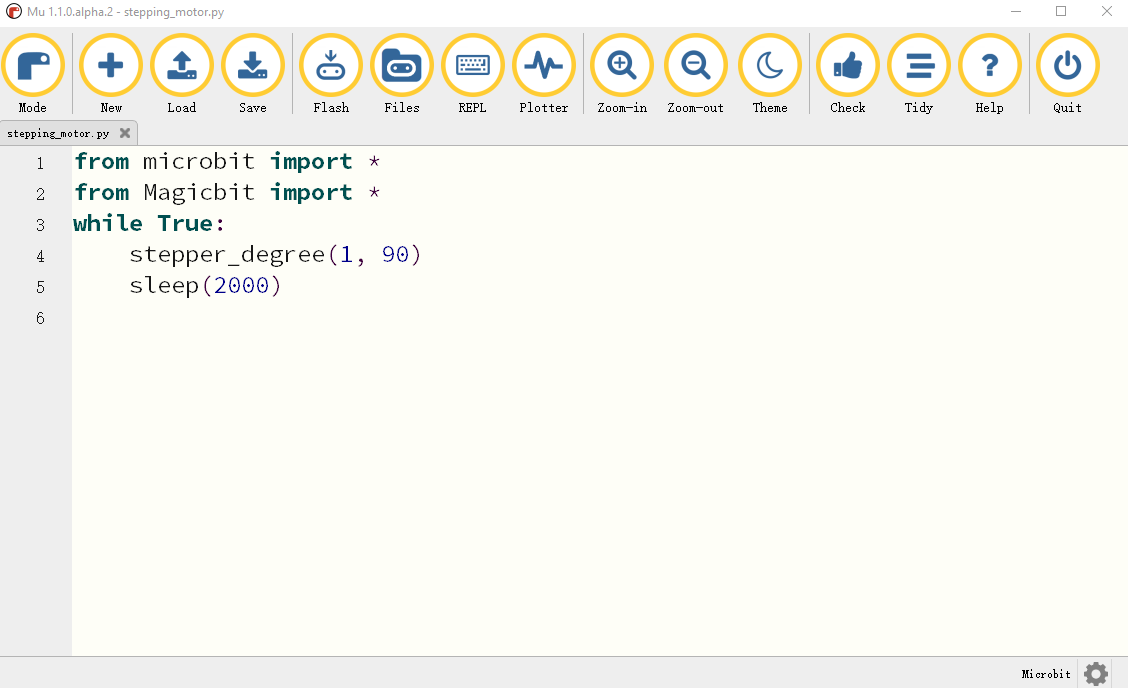 Mu 1.1.0.alpha.2 - stepping_motor.py
Mode New Load Save Flash Files REPL Plotter Zoom-in Zoom-out Theme Check Tidy Help Quit
stepping_motor.py
1 from microbit import *
2 from Magicbit import *
3 while True:
4     stepper_degree(1, 90)
5     sleep(2000)
6
Microbit